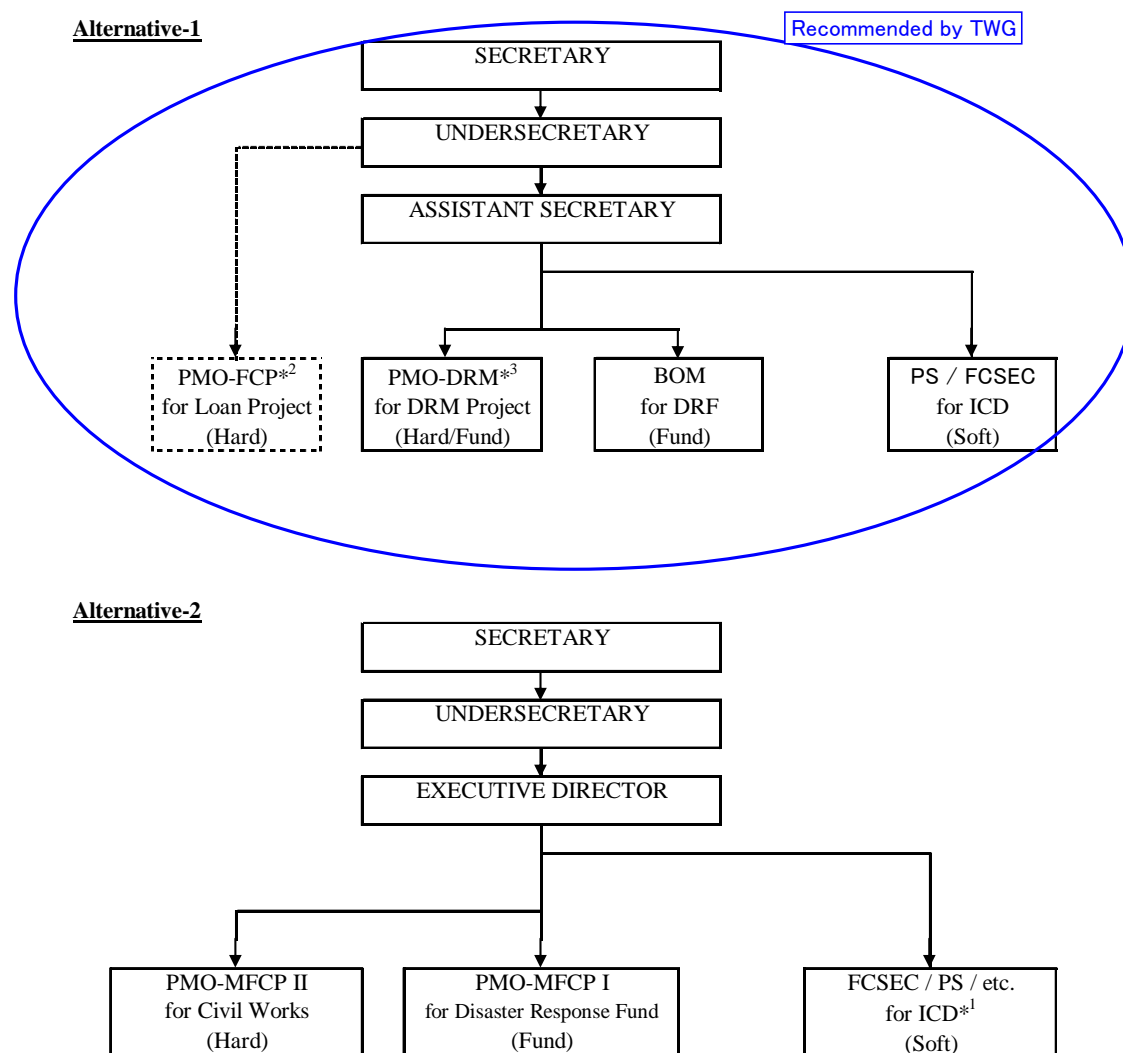 Alternative-1
Recommended by TWG
SECRETARY
UNDERSECRETARY
ASSISTANT SECRETARY
PMO-FCP*2
for Loan Project
(Hard)
PMO-DRM*3
for DRM Project
(Hard/Fund)
BOM
for DRF
(Fund)
PS / FCSEC
for ICD
(Soft)
Alternative-2
SECRETARY
UNDERSECRETARY
EXECUTIVE DIRECTOR
PMO-MFCP II
for Civil Works
(Hard)
PMO-MFCP I
for Disaster Response Fund
(Fund)
FCSEC / PS / etc.
for ICD*1
(Soft)